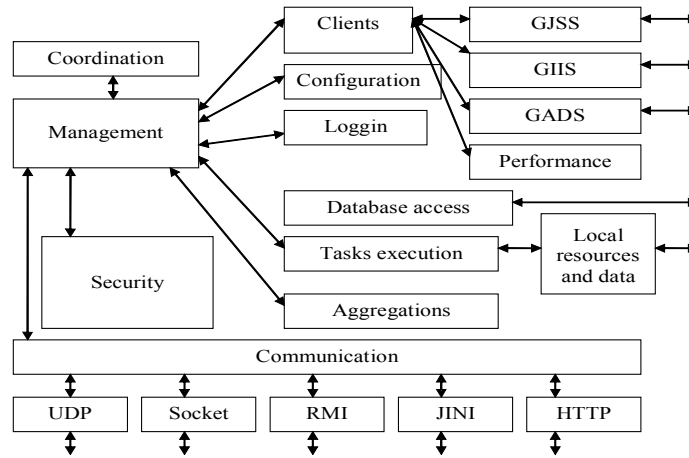 Clients
GJSS
Coordination
GIIS
Configuration
Management
GADS
Loggin
Performance
Database access
Tasks execution
Local
resources
and data
Security
Aggregations
Communication
UDP
Socket
RMI
JINI
HTTP